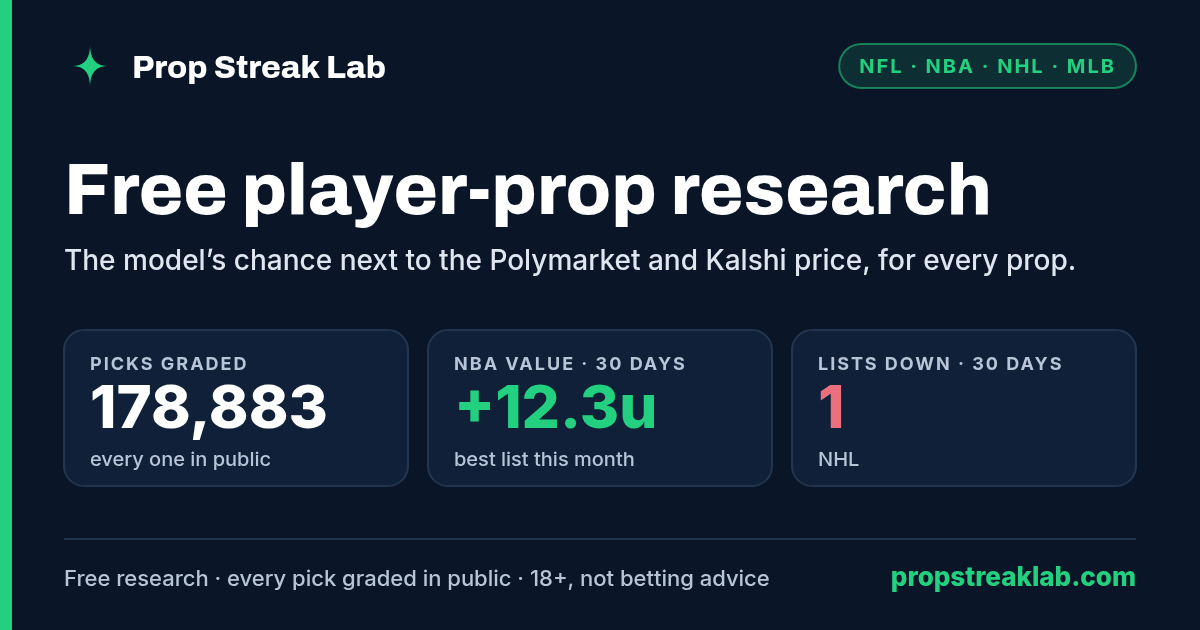 Prop Streak Lab
NFL · NBA · NHL · MLB
Free player-prop research
The model’s chance next to the Polymarket and Kalshi price, for every prop.
PICKS GRADED
178,883
every one in public
NBA VALUE · 30 DAYS
+12.3u
best list this month
LISTS DOWN · 30 DAYS
1
NHL
Free research · every pick graded in public · 18+, not betting advice
propstreaklab.com